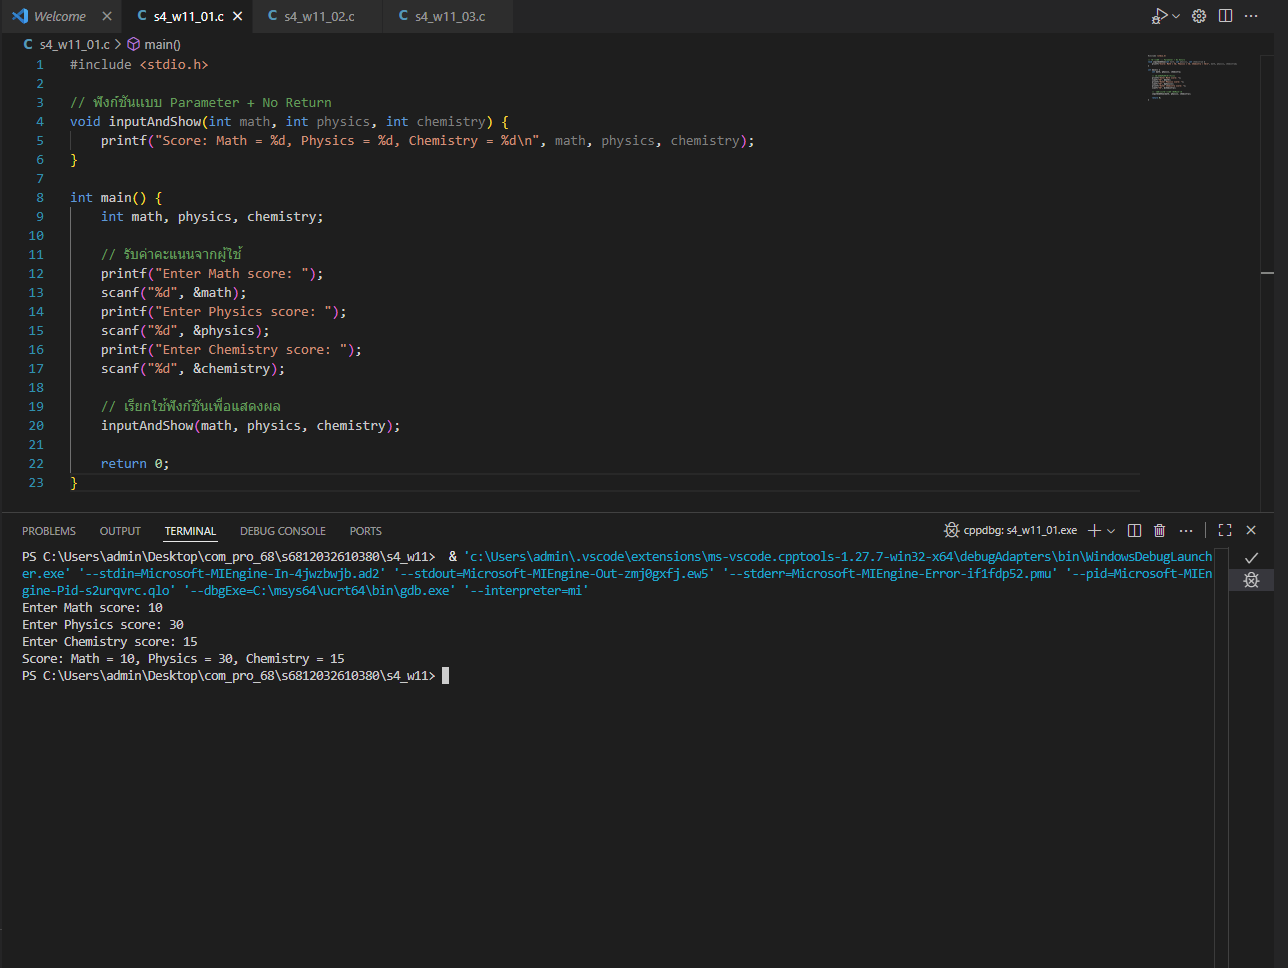 Welcome
C s4_w11_01.c
C s4_w11_02.c
C s4_w11_03.c
C s4_w11_01.c > main()
1 #include <stdio.h>
2
3 // ฟังก์ชันแบบ Parameter + No Return
4 void inputAndShow(int math, int physics, int chemistry) {
5 printf("Score: Math = %d, Physics = %d, Chemistry = %d\n", math, physics, chemistry);
6 }
7
8 int main() {
9 int math, physics, chemistry;
10
11 // รับค่าคะแนนจากผู้ใช้
12 printf("Enter Math score: ");
13 scanf("%d", &math);
14 printf("Enter Physics score: ");
15 scanf("%d", &physics);
16 printf("Enter Chemistry score: ");
17 scanf("%d", &chemistry);
18
19 // เรียกใช้ฟังก์ชันเพื่อแสดงผล
20 inputAndShow(math, physics, chemistry);
21
22 return 0;
23 }
PROBLEMS OUTPUT TERMINAL DEBUG CONSOLE PORTS
cppdbg: s4_w11_01.exe
PS C:\Users\admin\Desktop\com_pro_68\s6812032610380\s4_w11> & 'c:\Users\admin\.vscode\extensions\ms-vscode.cpptools-1.27.7-win32-x64\debugAdapters\bin\WindowsDebugLaunch
er.exe' '--stdin=Microsoft-MIEngine-In-4jwzbwjb.ad2' '--stdout=Microsoft-MIEngine-Out-zmj0gxfj.ew5' '--stderr=Microsoft-MIEngine-Error-if1fdp52.pmu' '--pid=Microsoft-MIEn
gine-Pid-s2urqvrc.qlo' '--dbgExe=C:\msys64\ucrt64\bin\gdb.exe' '--interpreter=mi'
Enter Math score: 10
Enter Physics score: 30
Enter Chemistry score: 15
Score: Math = 10, Physics = 30, Chemistry = 15
PS C:\Users\admin\Desktop\com_pro_68\s6812032610380\s4_w11>